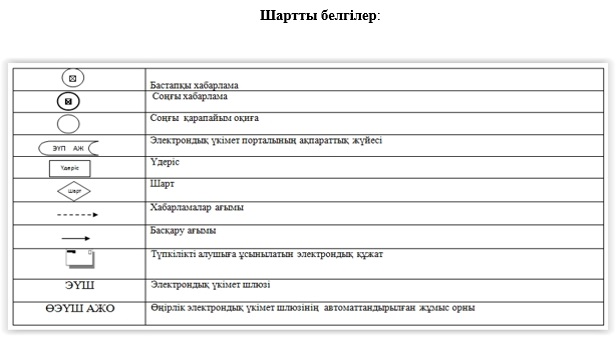 Шартты белгілер:
Бастапқы хабарлама
Соңғы хабарлама
Соңғы қарапайым оқиға
ЭҮП АЖ
Электрондық үкімет порталының ақпараттық жүйесі
Үдеріс
Үдеріс
Шарт
Шарт
Хабарламалар ағымы
Басқару ағымы
Түпкілікті алушыға ұсынылатын электрондық құжат
ЭҮШ
Электрондық үкімет шлюзі
ӨЭҮШ АЖО
Өңірлік электрондық үкімет шлюзінің автоматтандырылған жұмыс орны